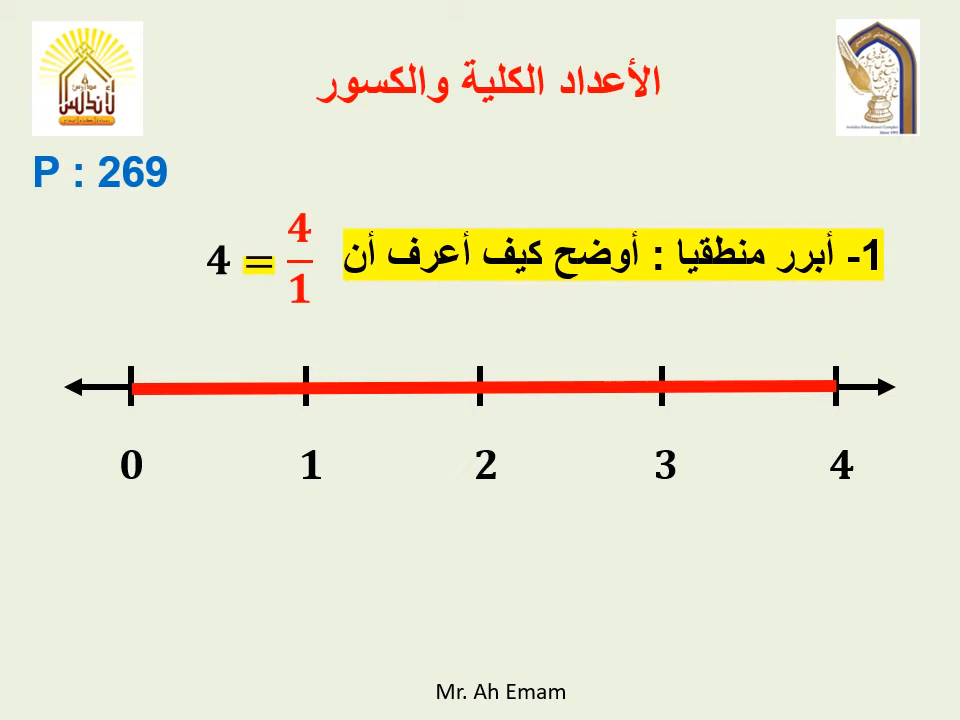 الأعداد الكلية والكسور
P : 269
1- أبرر منطقيا : أوضح كيف أعرف أن 4 = 4/1
0 1 2 3 4
Mr. Ah Emam